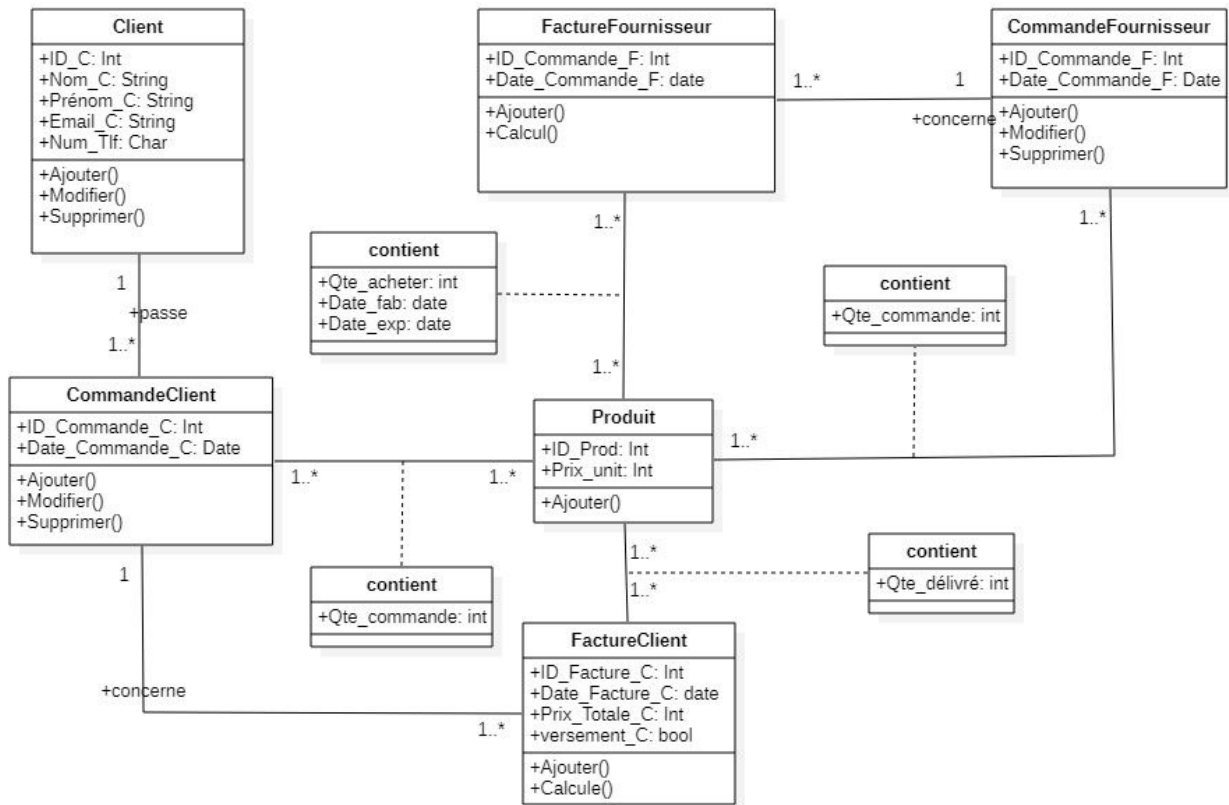 Client
+ID_C: Int
+Nom_C: String
+Prénom_C: String
+Email_C: String
+Num_Tlf: Char
+Ajouter()
+Modifier()
+Supprimer()
FactureFournisseur
+ID_Commande_F: Int
+Date_Commande_F: date
+Ajouter()
+Calcul()
1..*
1
+concerne
CommandeFournisseur
+ID_Commande_F: Int
+Date_Commande_F: Date
+Ajouter()
+Modifier()
+Supprimer()
1
+passe
1..*
contient
+Qte_acheter: int
+Date_fab: date
+Date_exp: date
1..*
1..*
contient
+Qte_commande: int
1..*
1..*
CommandeClient
+ID_Commande_C: Int
+Date_Commande_C: Date
+Ajouter()
+Modifier()
+Supprimer()
1..*
1..*
Produit
+ID_Prod: Int
+Prix_unit: Int
+Ajouter()
1
+concerne
1..*
contient
+Qte_commande: int
1..*
1..*
contient
+Qte_délivré: int
FactureClient
+ID_Facture_C: Int
+Date_Facture_C: date
+Prix_Totale_C: Int
+versement_C: bool
+Ajouter()
+Calcule()